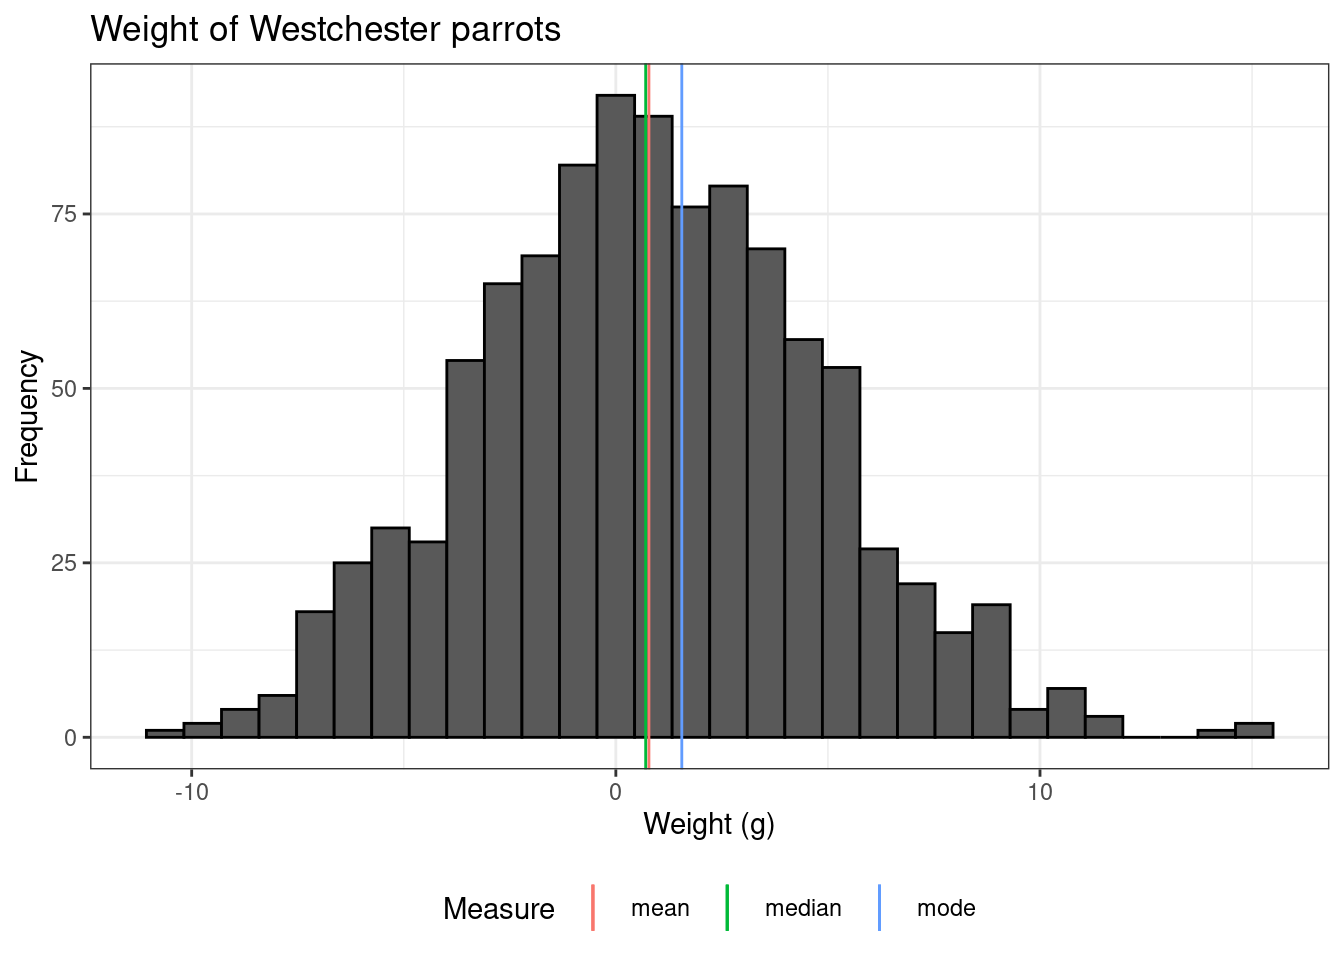 Weight of Westchester parrots
Frequency
75
50
25
0
-10 0 10
Weight (g)
Measure mean median mode